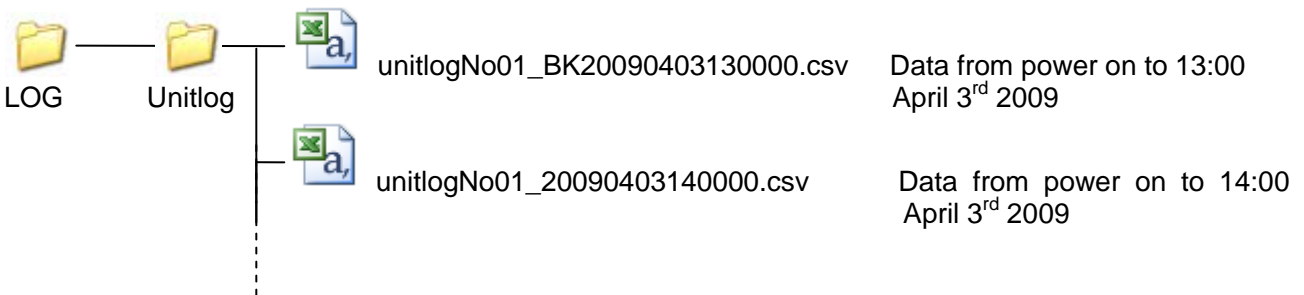 unitlogNo01_BK20090403130000.csv Data from power on to 13:00
LOG Unitlog April 3rd 2009
unitlogNo01_20090403140000.csv Data from power on to 14:00
April 3rd 2009